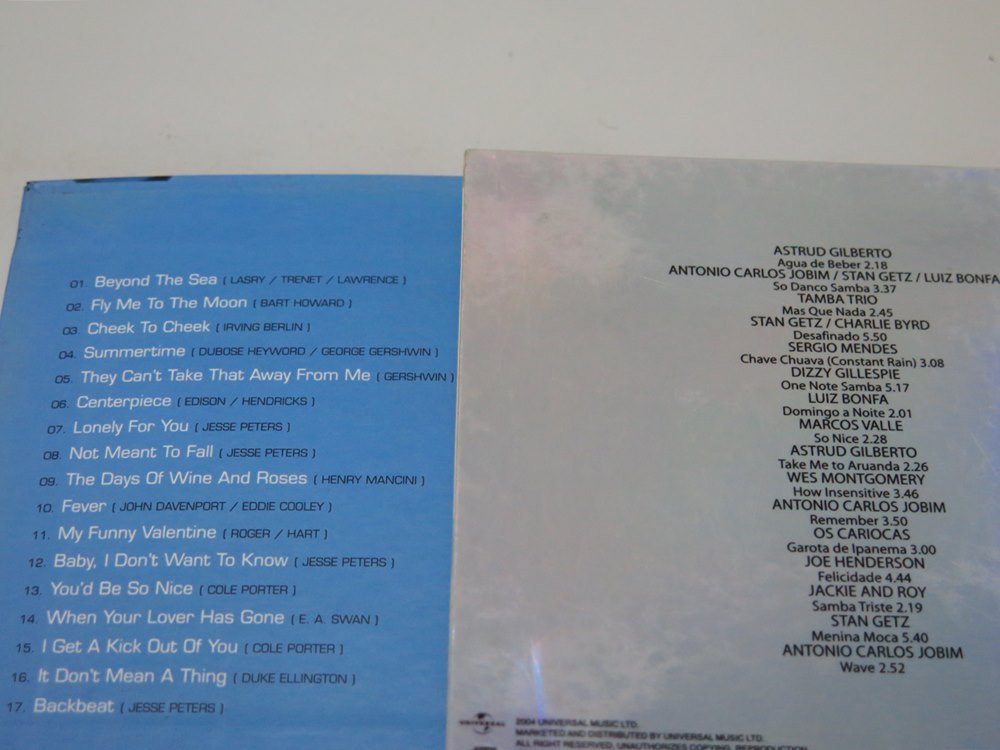 01. Beyond The Sea ( LASRY / TRENET / LAWRENCE )
02. Fly Me To The Moon ( BART HOWARD )
03. Cheek To Cheek ( IRVING BERLIN )
04. Summertime ( DUBOSE HEYWORD / GEORGE GERSHWIN )
05. They Can't Take That Away From Me ( GERSHWIN )
06. Centerpiece ( EDISON / HENDRICKS )
07. Lonely For You ( JESSE PETERS )
08. Not Meant To Fall ( JESSE PETERS )
09. The Days Of Wine And Roses ( HENRY MANCINI )
10. Fever ( JOHN DAVENPORT / EDDIE COOLEY )
11. My Funny Valentine ( ROGER / HART )
12. Baby, I Don't Want To Know ( JESSE PETERS )
13. You'd Be So Nice ( COLE PORTER )
14. When Your Lover Has Gone ( E. A. SWAN )
15. I Get A Kick Out Of You ( COLE PORTER )
16. It Don't Mean A Thing ( DUKE ELLINGTON )
17. Backbeat ( JESSE PETERS )
ASTRUD GILBERTO
Agua de Beber 2.18
ANTONIO CARLOS JOBIM / STAN GETZ / LUIZ BONFA
So Danco Samba 3.37
TAMBA TRIO
Mas Que Nada 2.45
STAN GETZ / CHARLIE BYRD
Desafinado 5.50
SERGIO MENDES
Chave Chuava (Constant Rain) 3.08
DIZZY GILLESPIE
One Note Samba 5.17
LUIZ BONFA
Domingo a Noite 2.01
MARCOS VALLE
So Nice 2.28
ASTRUD GILBERTO
Take Me to Aruanda 2.26
WES MONTGOMERY
How Insensitive 3.46
ANTONIO CARLOS JOBIM
Remember 3.50
OS CARIOCAS
Garota de Ipanema 3.00
JOE HENDERSON
Felicidade 4.44
JACKIE AND ROY
Samba Triste 2.19
STAN GETZ
Menina Moca 5.40
ANTONIO CARLOS JOBIM
Wave 2.52
UNIVERSAL
2004 UNIVERSAL MUSIC LTD.
MARKETED AND DISTRIBUTED BY UNIVERSAL MUSIC LTD.
ALL RIGHT RESERVED. UNAUTHORIZES COPYING, REPRODUCTION